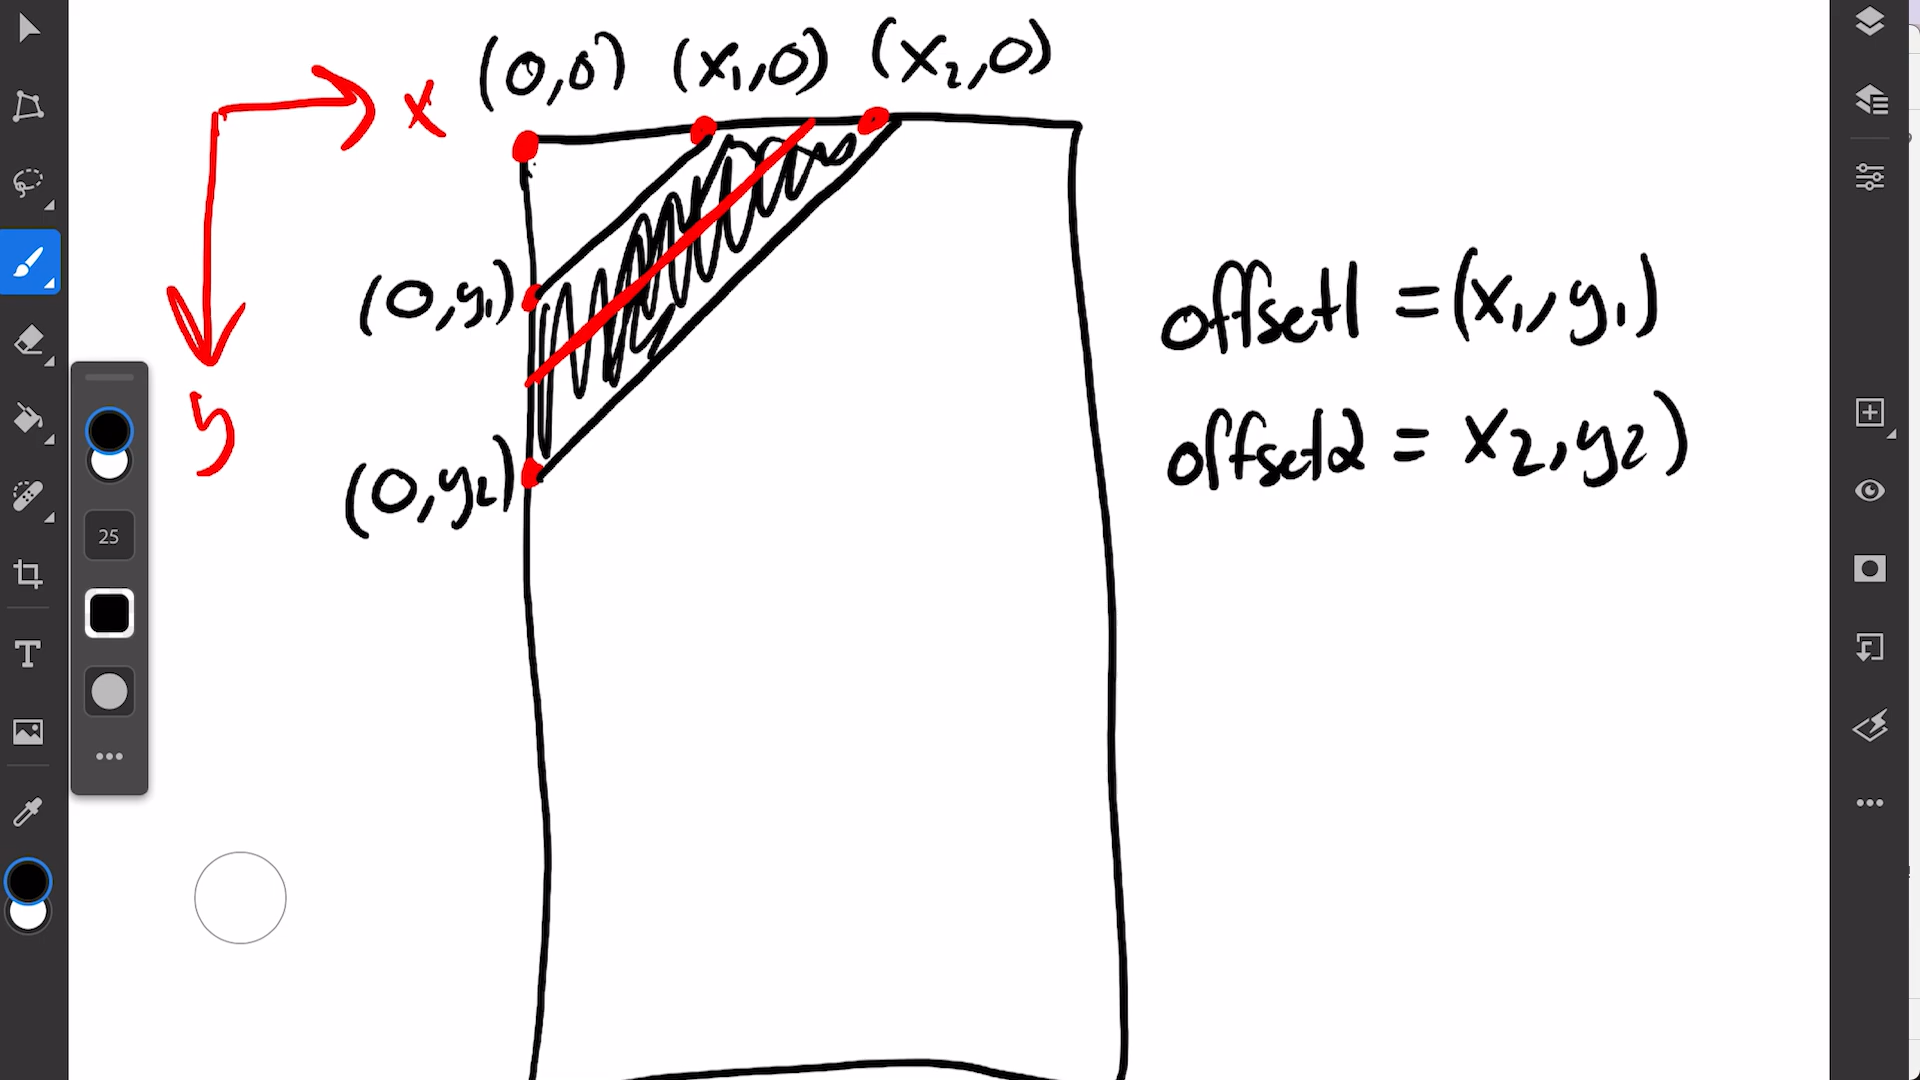 (0,0) (x₁,0) (x₂,0)
x
(0,y₁)
offset1 = (x₁,y₁)
y
offset2 = x2,y2)
(0,y₂)
25
T